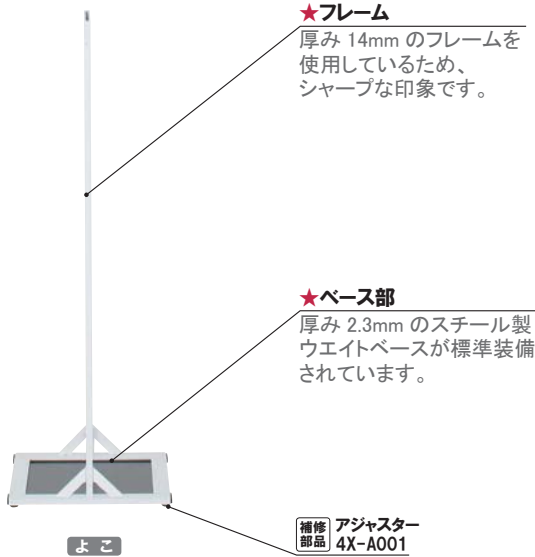 ★フレーム
厚み 14mm のフレームを
使用しているため、
シャープな印象です。
★ベース部
厚み 2.3mm のスチール製
ウエイトベースが標準装備
されています。
補修部品 アジャスター
4X-A001
よこ